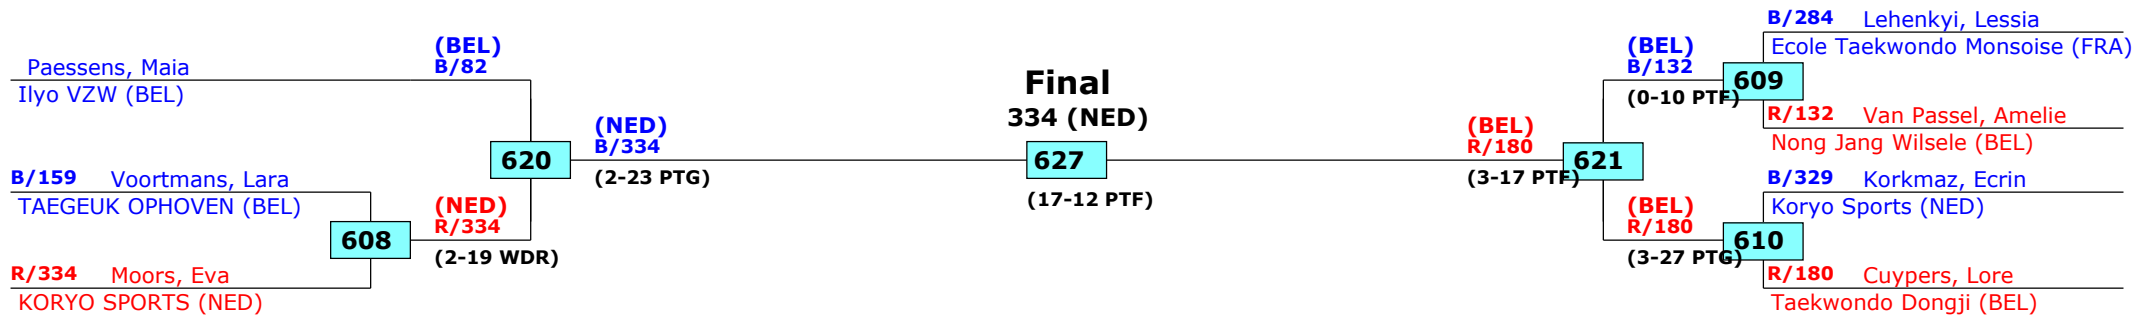 Paessens, Maia
Ilyo VZW (BEL)
(BEL)
B/82
B/159 Voortmans, Lara
TAEGEUK OPHOVEN (BEL)
608
R/334 Moors, Eva
KORYO SPORTS (NED)
(NED)
R/334
(2-19 WDR)
620
(NED)
B/334
(2-23 PTG)
Final
334 (NED)
627
(17-12 PTF)
(BEL)
R/180
(3-17 PTF)
621
(BEL)
B/132
(0-10 PTF)
609
B/284 Lehenkyi, Lessia
Ecole Taekwondo Monsoise (FRA)
R/132 Van Passel, Amelie
Nong Jang Wilsele (BEL)
(BEL)
R/180
(3-27 PTG)
610
B/329 Korkmaz, Ecrin
Koryo Sports (NED)
R/180 Cuypers, Lore
Taekwondo Dongji (BEL)